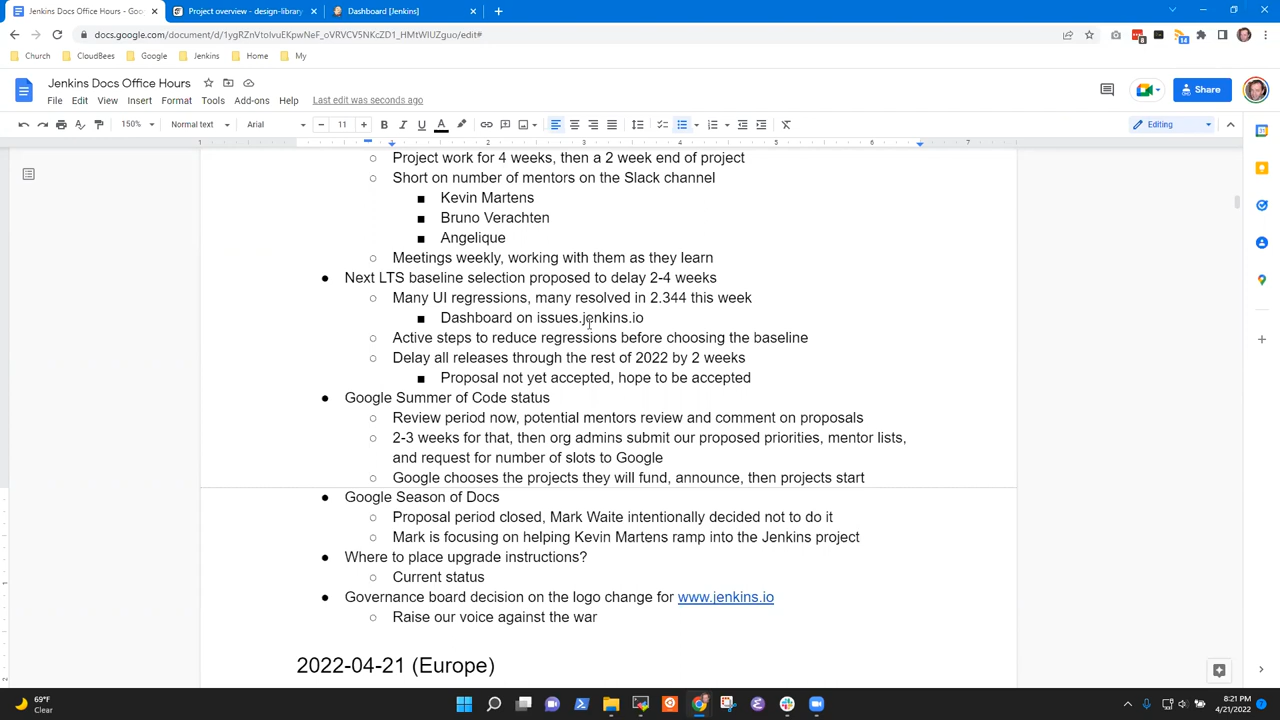 Jenkins Docs Office Hours - Goo
Project overview - design-library
Dashboard [Jenkins]
docs.google.com/document/d/1ygRZnVtoIvuEKpwNeF_oVRVCV5NKcZD1_HMtWIUZguo/edit#
Church
CloudBees
Google
Jenkins
Home
My
Jenkins Docs Office Hours
File Edit View Insert Format Tools Add-ons Help Last edit was seconds ago
Share
150% Normal text Arial 11 Editing
1 1 2 3 4 5 6 7
Project work for 4 weeks, then a 2 week end of project
Short on number of mentors on the Slack channel
Kevin Martens
Bruno Verachten
Angelique
Meetings weekly, working with them as they learn
Next LTS baseline selection proposed to delay 2-4 weeks
Many UI regressions, many resolved in 2.344 this week
Dashboard on issues.jenkins.io
Active steps to reduce regressions before choosing the baseline
Delay all releases through the rest of 2022 by 2 weeks
Proposal not yet accepted, hope to be accepted
Google Summer of Code status
Review period now, potential mentors review and comment on proposals
2-3 weeks for that, then org admins submit our proposed priorities, mentor lists,
and request for number of slots to Google
Google chooses the projects they will fund, announce, then projects start
Google Season of Docs
Proposal period closed, Mark Waite intentionally decided not to do it
Mark is focusing on helping Kevin Martens ramp into the Jenkins project
Where to place upgrade instructions?
Current status
Governance board decision on the logo change for www.jenkins.io
Raise our voice against the war
2022-04-21 (Europe)
69°F
Clear
8:21 PM
4/21/2022